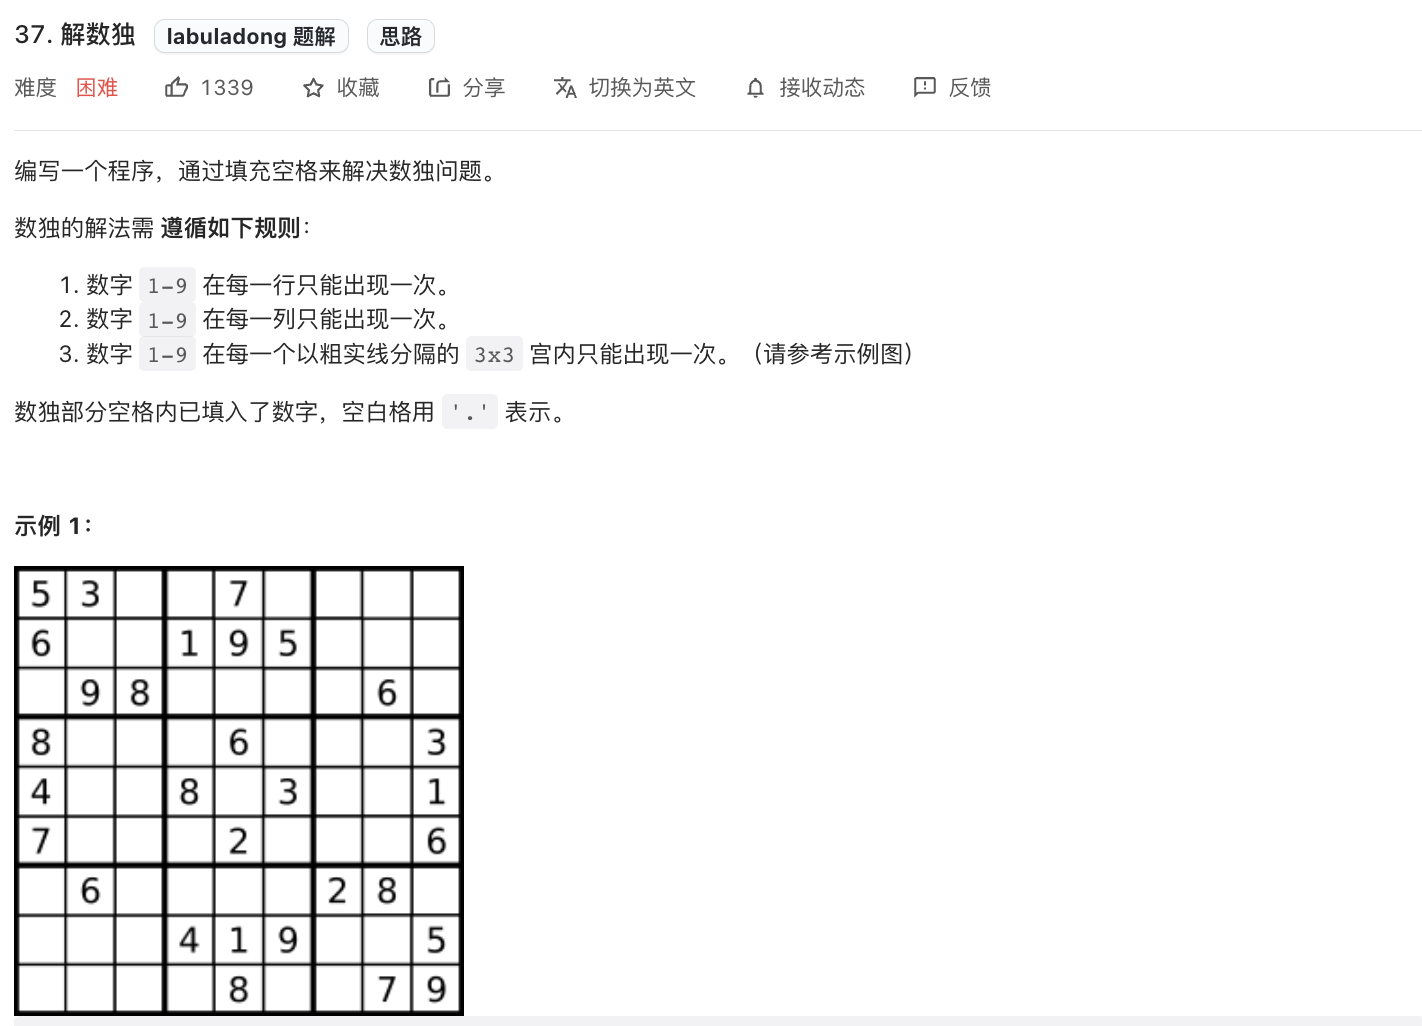 37. 解数独 labuladong 题解 思路
难度 困难 1339 收藏 分享 切换为英文 接收动态 反馈
编写一个程序，通过填充空格来解决数独问题。
数独的解法需 遵循如下规则：
1. 数字 1-9 在每一行只能出现一次。
2. 数字 1-9 在每一列只能出现一次。
3. 数字 1-9 在每一个以粗实线分隔的 3x3 宫内只能出现一次。（请参考示例图）
数独部分空格内已填入了数字，空白格用 '.' 表示。
示例 1：
5 3 7
6 1 9 5
9 8 6
8 6 3
4 8 3 1
7 2 6
6 2 8
4 1 9 5
8 7 9